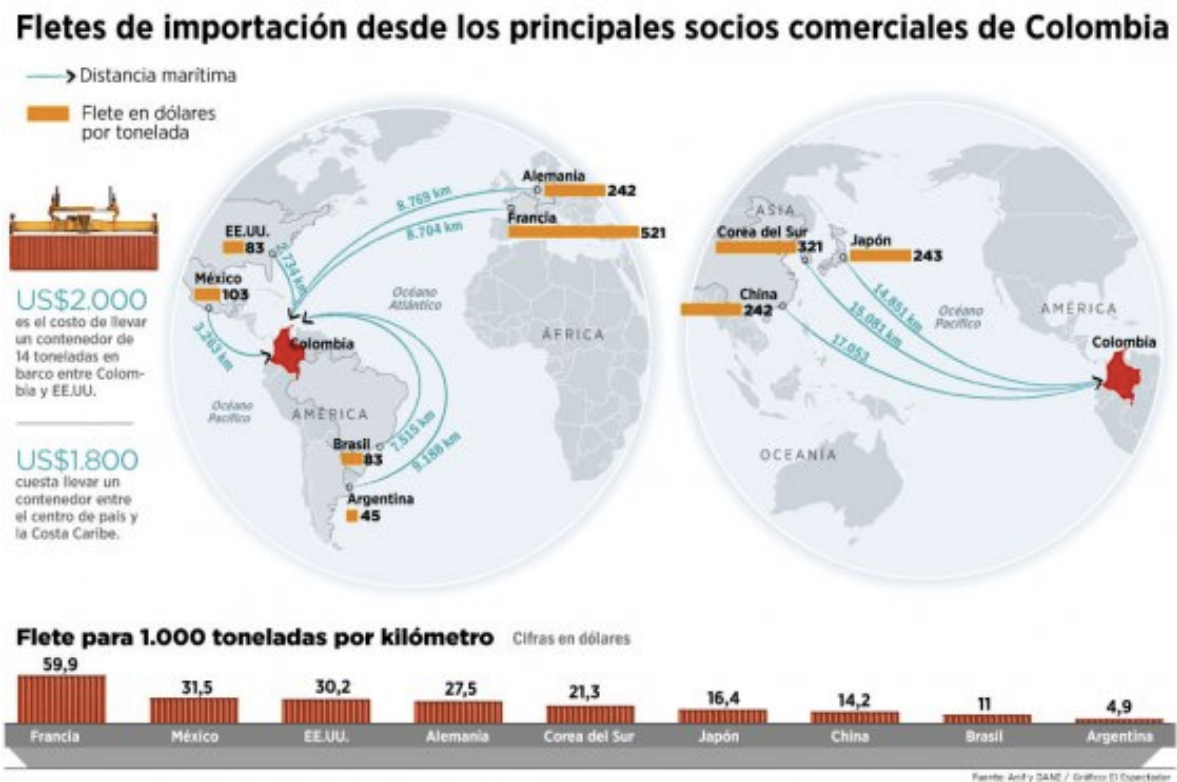 Fletes de importación desde los principales socios comerciales de Colombia
Distancia marítima
Flete en dólares
por tonelada
US$2.000
es el costo de llevar
un contenedor de
14 toneladas en
barco entre Colom-
bia y EE.UU.
US$1.800
cuesta llevar un
contenedor entre
el centro de país y
la Costa Caribe.
Alemania
242
8.769 km
Francia
521
8.704 km
EE.UU.
83
2.734 km
México
103
3.263 km
Océano
Atlántico
ÁFRICA
Colombia
Océano
Pacífico
AMÉRICA
Brasil
83
7.515 km
9.188 km
Argentina
45
ASIA
Corea del Sur
321
Japón
243
China
242
14.851 km
15.081 km
17.053
Océano
Pacífico
AMÉRICA
Colombia
OCEANÍA
Flete para 1.000 toneladas por kilómetro Cifras en dólares
59,9 31,5 30,2 27,5 21,3 16,4 14,2 11 4,9
Francia México EE.UU. Alemania Corea del Sur Japón China Brasil Argentina
Fuente: Anif y DANE / Gráfico: El Espectador